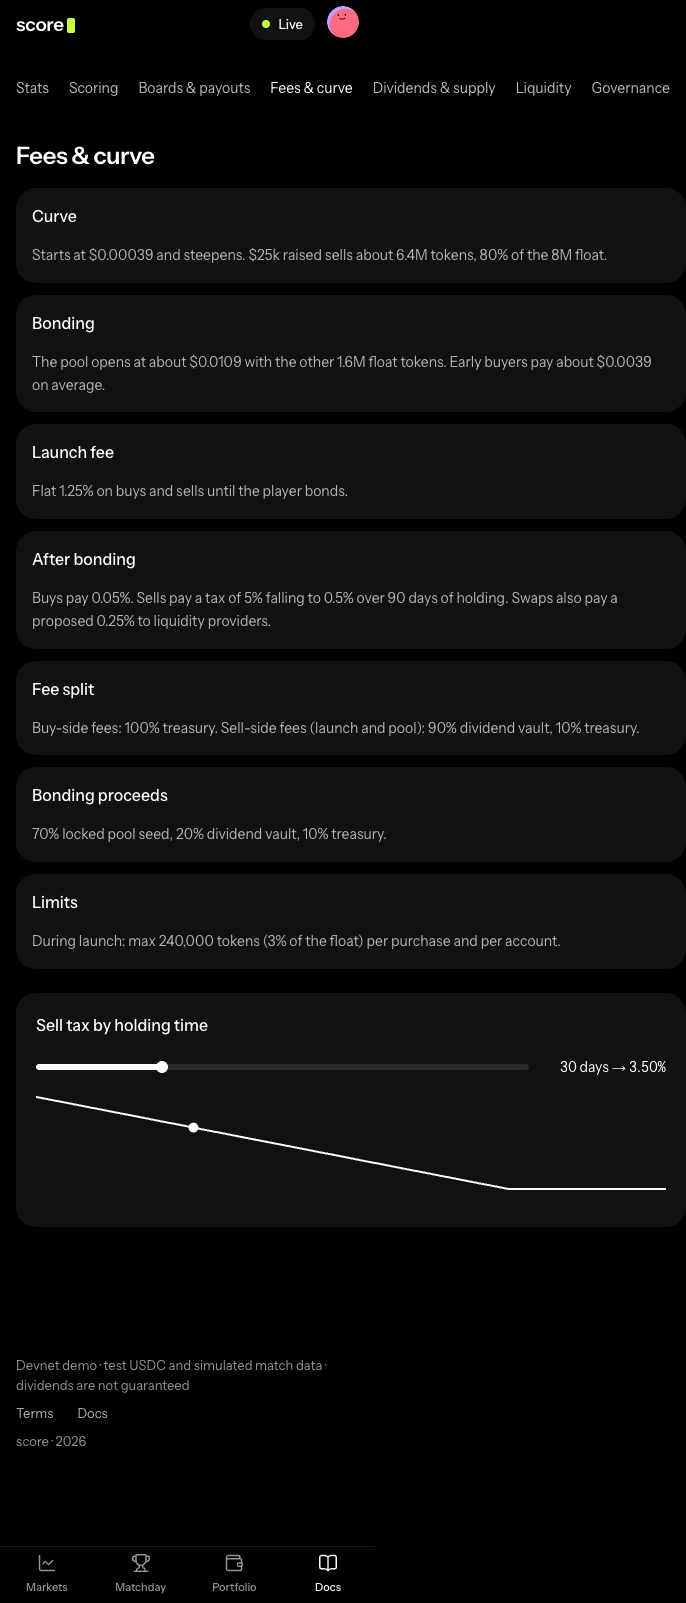 score
Live
Stats Scoring Boards & payouts Fees & curve Dividends & supply Liquidity Governance
Fees & curve
Curve
Starts at $0.00039 and steepens. $25k raised sells about 6.4M tokens, 80% of the 8M float.
Bonding
The pool opens at about $0.0109 with the other 1.6M float tokens. Early buyers pay about $0.0039
on average.
Launch fee
Flat 1.25% on buys and sells until the player bonds.
After bonding
Buys pay 0.05%. Sells pay a tax of 5% falling to 0.5% over 90 days of holding. Swaps also pay a
proposed 0.25% to liquidity providers.
Fee split
Buy-side fees: 100% treasury. Sell-side fees (launch and pool): 90% dividend vault, 10% treasury.
Bonding proceeds
70% locked pool seed, 20% dividend vault, 10% treasury.
Limits
During launch: max 240,000 tokens (3% of the float) per purchase and per account.
Sell tax by holding time
30 days → 3.50%
Devnet demo · test USDC and simulated match data ·
dividends are not guaranteed
Terms Docs
score · 2026
Markets Matchday Portfolio Docs